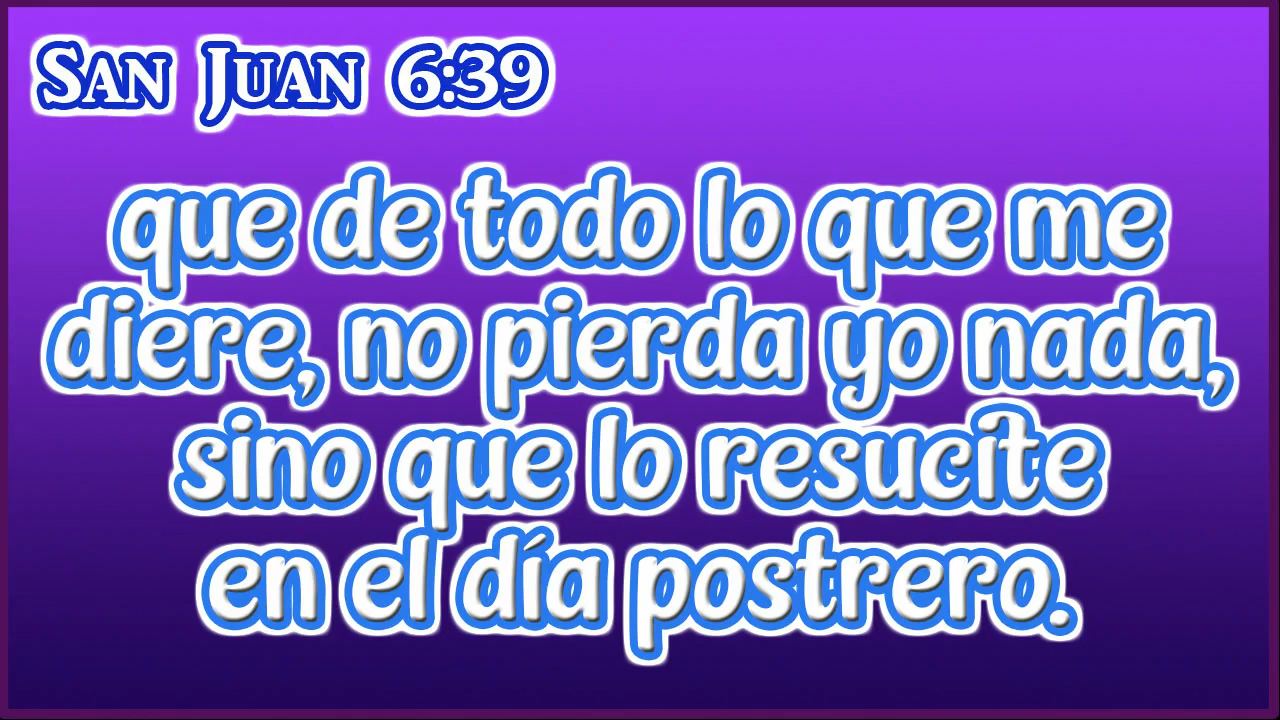 San Juan 6:39
que de todo lo que me
diere, no pierda yo nada,
sino que lo resucite
en el día postrero.